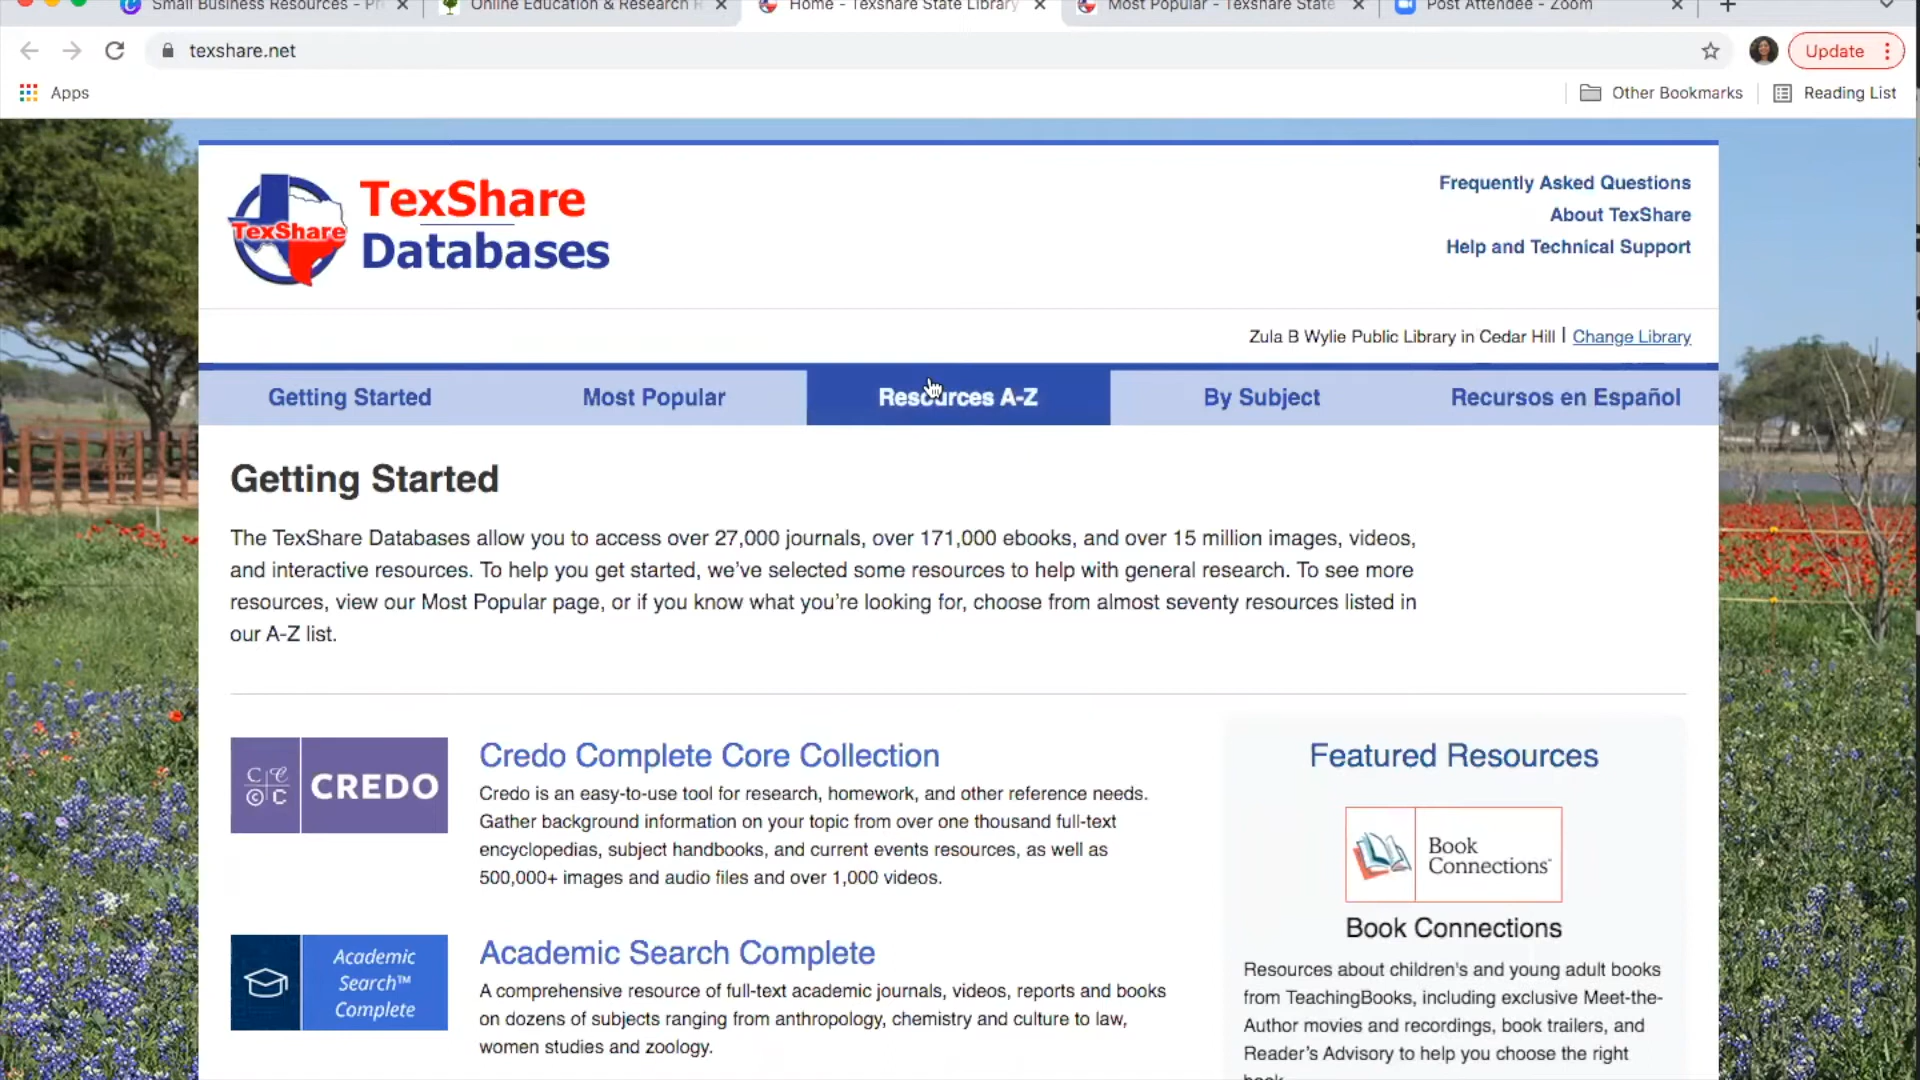 Small Business Resources - Pr
Online Education & Research R
Home - Texshare State Library
Most Popular - Texshare State
Post Attendee - Zoom
texshare.net
Update
Apps
Other Bookmarks
Reading List
TexShare
TexShare
Databases
Frequently Asked Questions
About TexShare
Help and Technical Support
Zula B Wylie Public Library in Cedar Hill | Change Library
Getting Started
Most Popular
Resources A-Z
By Subject
Recursos en Español
Getting Started
The TexShare Databases allow you to access over 27,000 journals, over 171,000 ebooks, and over 15 million images, videos,
and interactive resources. To help you get started, we’ve selected some resources to help with general research. To see more
resources, view our Most Popular page, or if you know what you’re looking for, choose from almost seventy resources listed in
our A-Z list.
CREDO
Credo Complete Core Collection
Credo is an easy-to-use tool for research, homework, and other reference needs.
Gather background information on your topic from over one thousand full-text
encyclopedias, subject handbooks, and current events resources, as well as
500,000+ images and audio files and over 1,000 videos.
Academic
Search™
Complete
Academic Search Complete
A comprehensive resource of full-text academic journals, videos, reports and books
on dozens of subjects ranging from anthropology, chemistry and culture to law,
women studies and zoology.
Featured Resources
Book
Connections
Book Connections
Resources about children's and young adult books
from TeachingBooks, including exclusive Meet-the-
Author movies and recordings, book trailers, and
Reader’s Advisory to help you choose the right